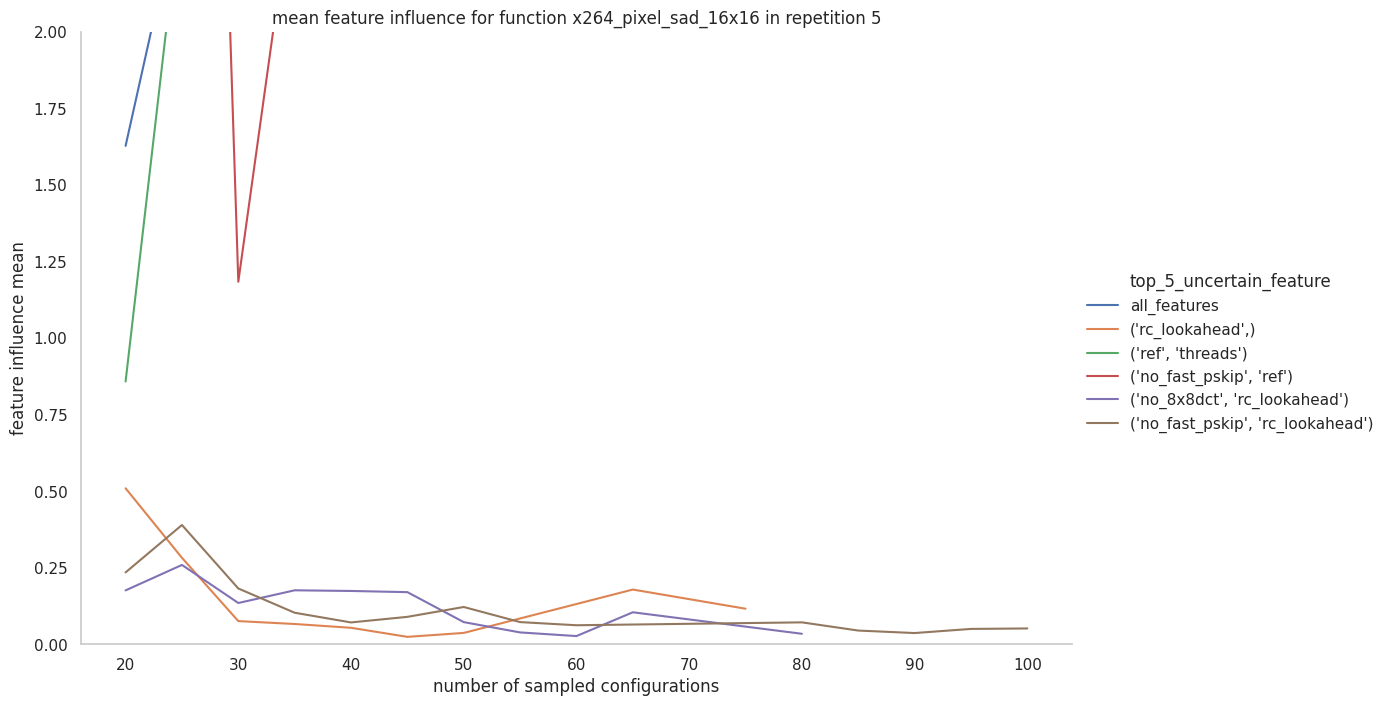 mean feature influence for function x264_pixel_sad_16x16 in repetition 5
2.00
1.75
1.50
1.25
1.00
0.75
0.50
0.25
0.00
feature influence mean
20 30 40 50 60 70 80 90 100
number of sampled configurations
top_5_uncertain_feature
all_features
('rc_lookahead',)
('ref', 'threads')
('no_fast_pskip', 'ref')
('no_8x8dct', 'rc_lookahead')
('no_fast_pskip', 'rc_lookahead')